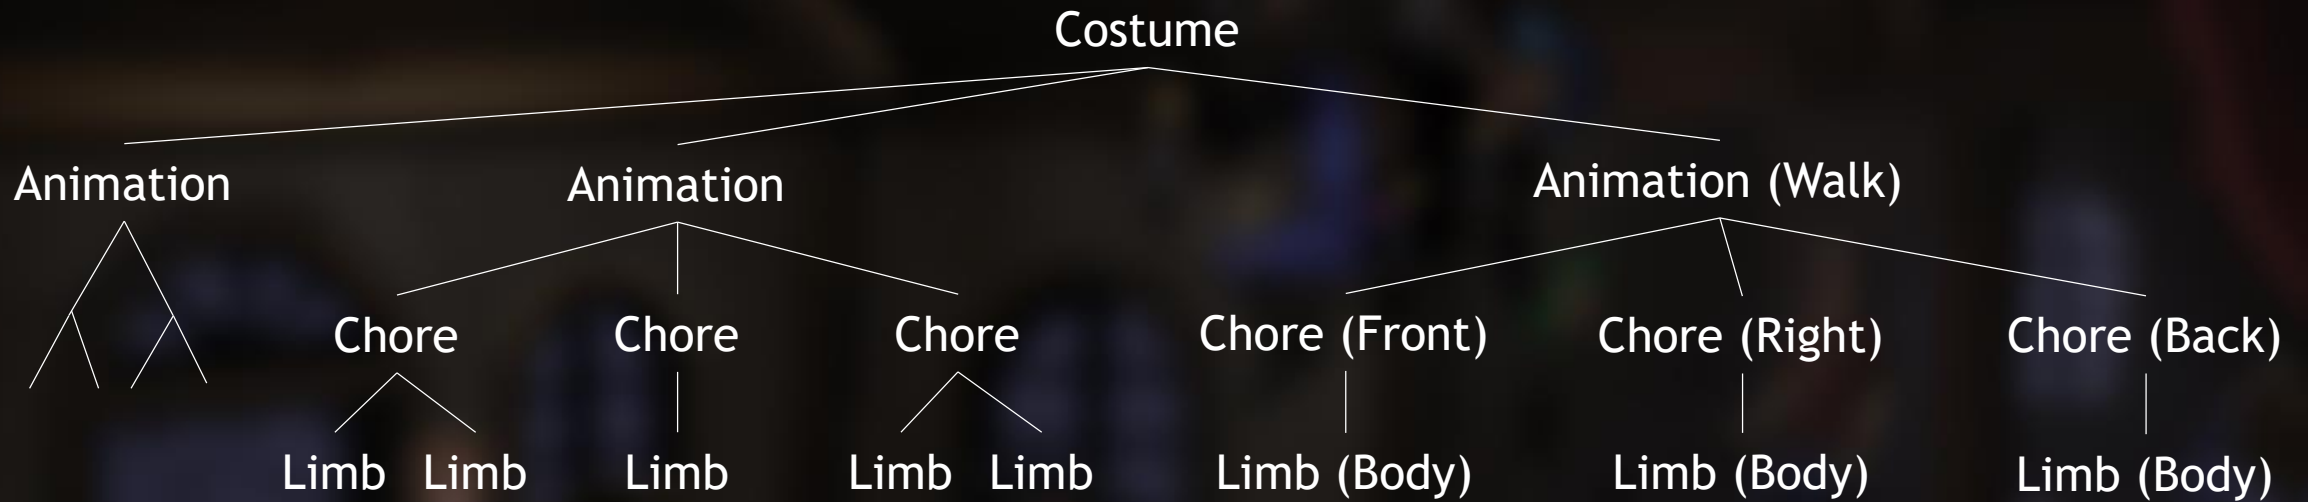 Costume
Animation Animation Animation (Walk)
Chore Chore Chore Chore (Front) Chore (Right) Chore (Back)
Limb Limb Limb Limb Limb Limb (Body) Limb (Body) Limb (Body)